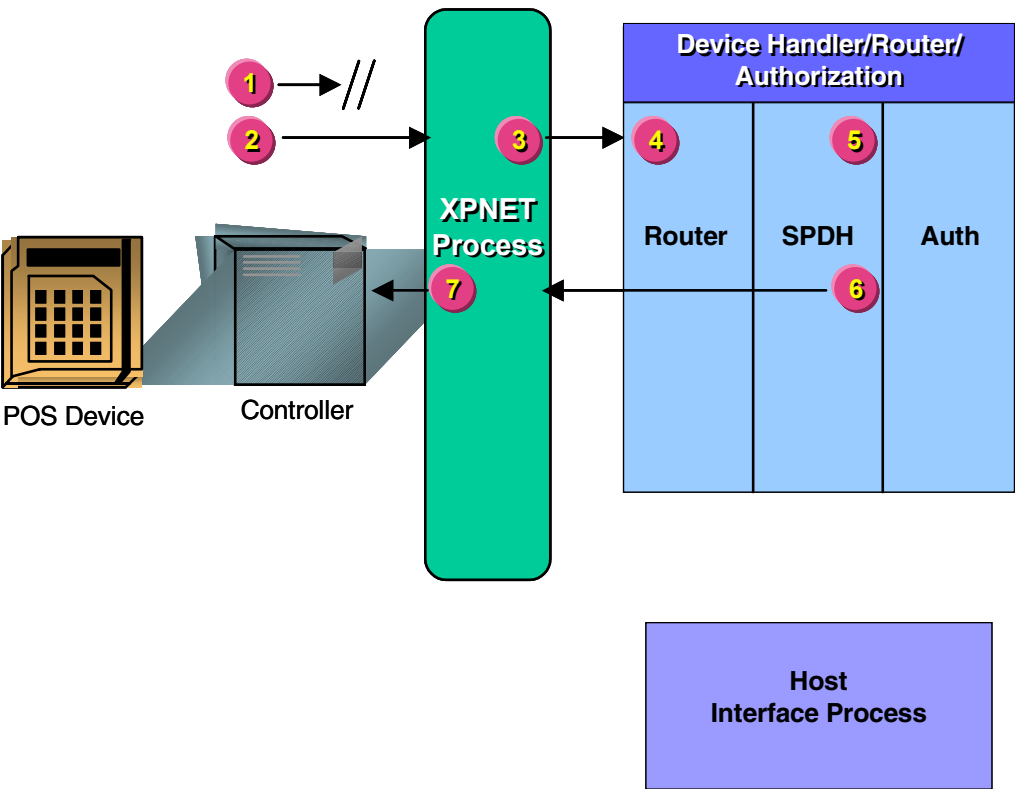 Device Handler/Router/
Authorization
1
2
3
4
5
XPNET
Process
Router
SPDH
Auth
7
6
POS Device
Controller
Host
Interface Process